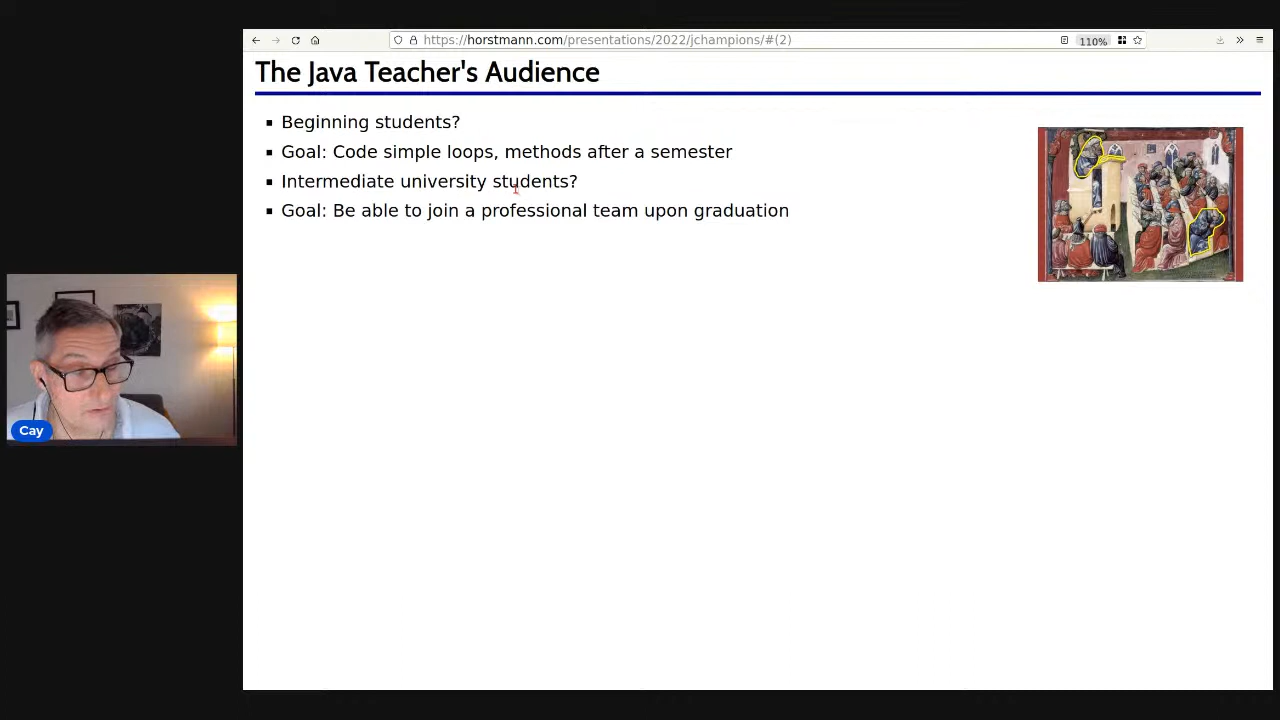 https://horstmann.com/presentations/2022/jchampions/#(2)
110%
The Java Teacher's Audience
Beginning students?
Goal: Code simple loops, methods after a semester
Intermediate university students?
Goal: Be able to join a professional team upon graduation
Cay